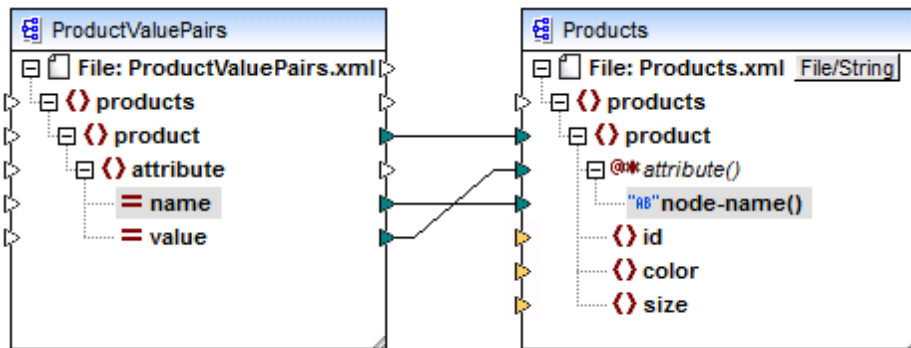 ProductValuePairs
File: ProductValuePairs.xml
products
product
attribute
= name
= value
Products
File: Products.xml File/String
products
product
attribute()
"AB" node-name()
id
color
size